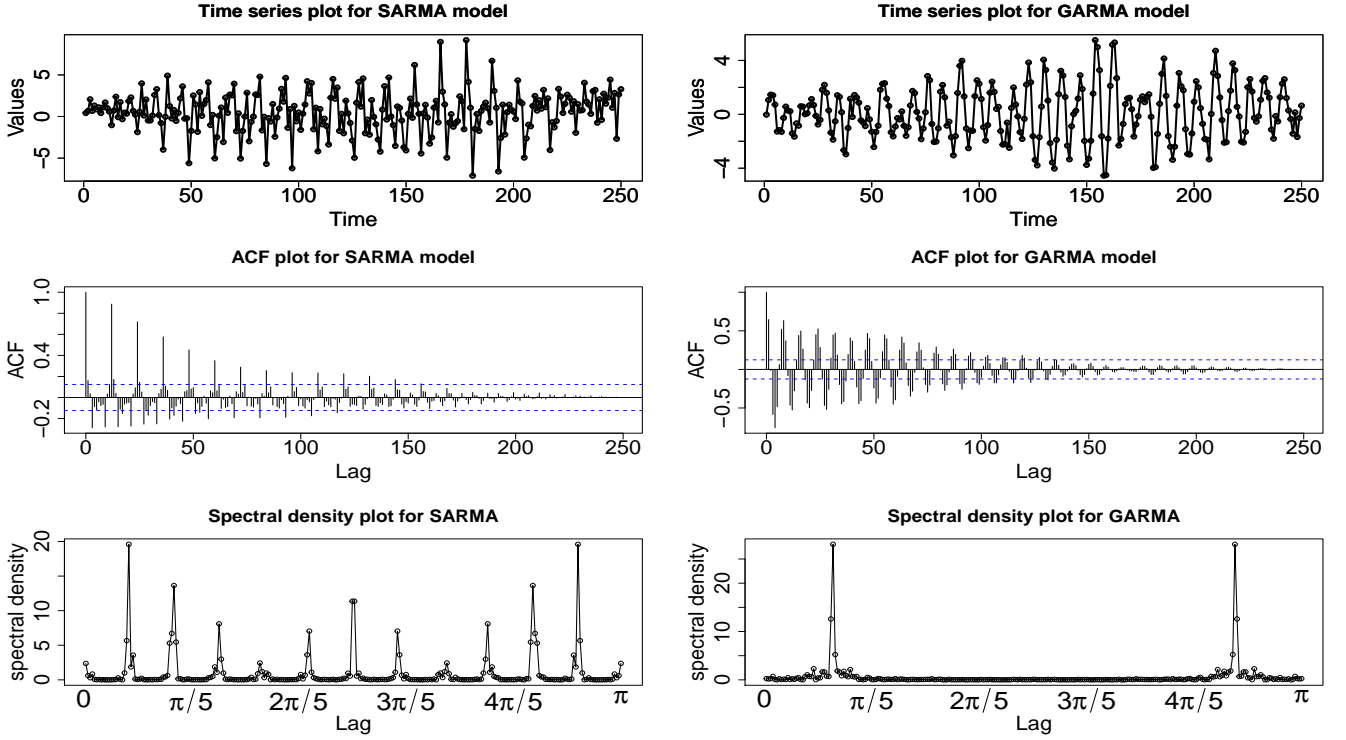 Time series plot for SARMA model
Values
5
0
−5
0 50 100 150 200 250
Time
Time series plot for GARMA model
Values
4
0
−4
0 50 100 150 200 250
Time
ACF plot for SARMA model
ACF
1.0
0.4
−0.2
0 50 100 150 200 250
Lag
ACF plot for GARMA model
ACF
0.5
−0.5
0 50 100 150 200 250
Lag
Spectral density plot for SARMA
spectral density
20
10
5
0
0 π/5 2π/5 3π/5 4π/5 π
Lag
Spectral density plot for GARMA
spectral density
20
10
0
0 π/5 2π/5 3π/5 4π/5 π
Lag